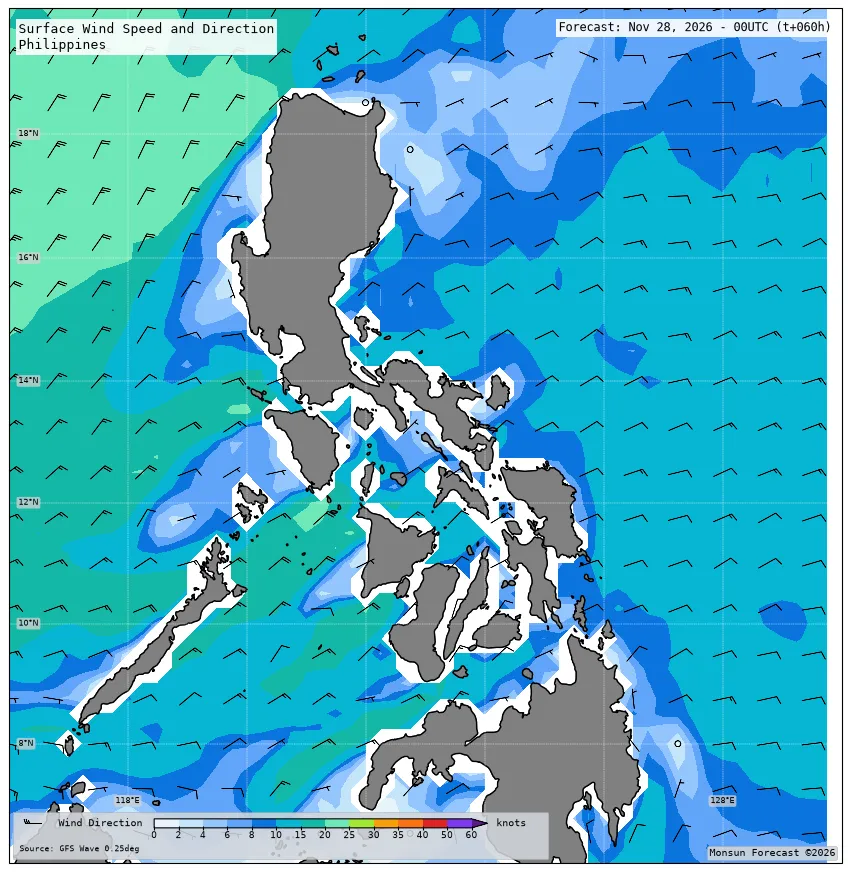 Surface Wind Speed and Direction
Philippines
Forecast: Nov 28, 2026 - 00UTC (t+060h)
18°N
16°N
14°N
12°N
10°N
8°N
118°E
128°E
Wind Direction
0 2 4 6 8 10 15 20 25 30 35 40 50 60
knots
Source: GFS Wave 0.25deg
Monsun Forecast ©2026